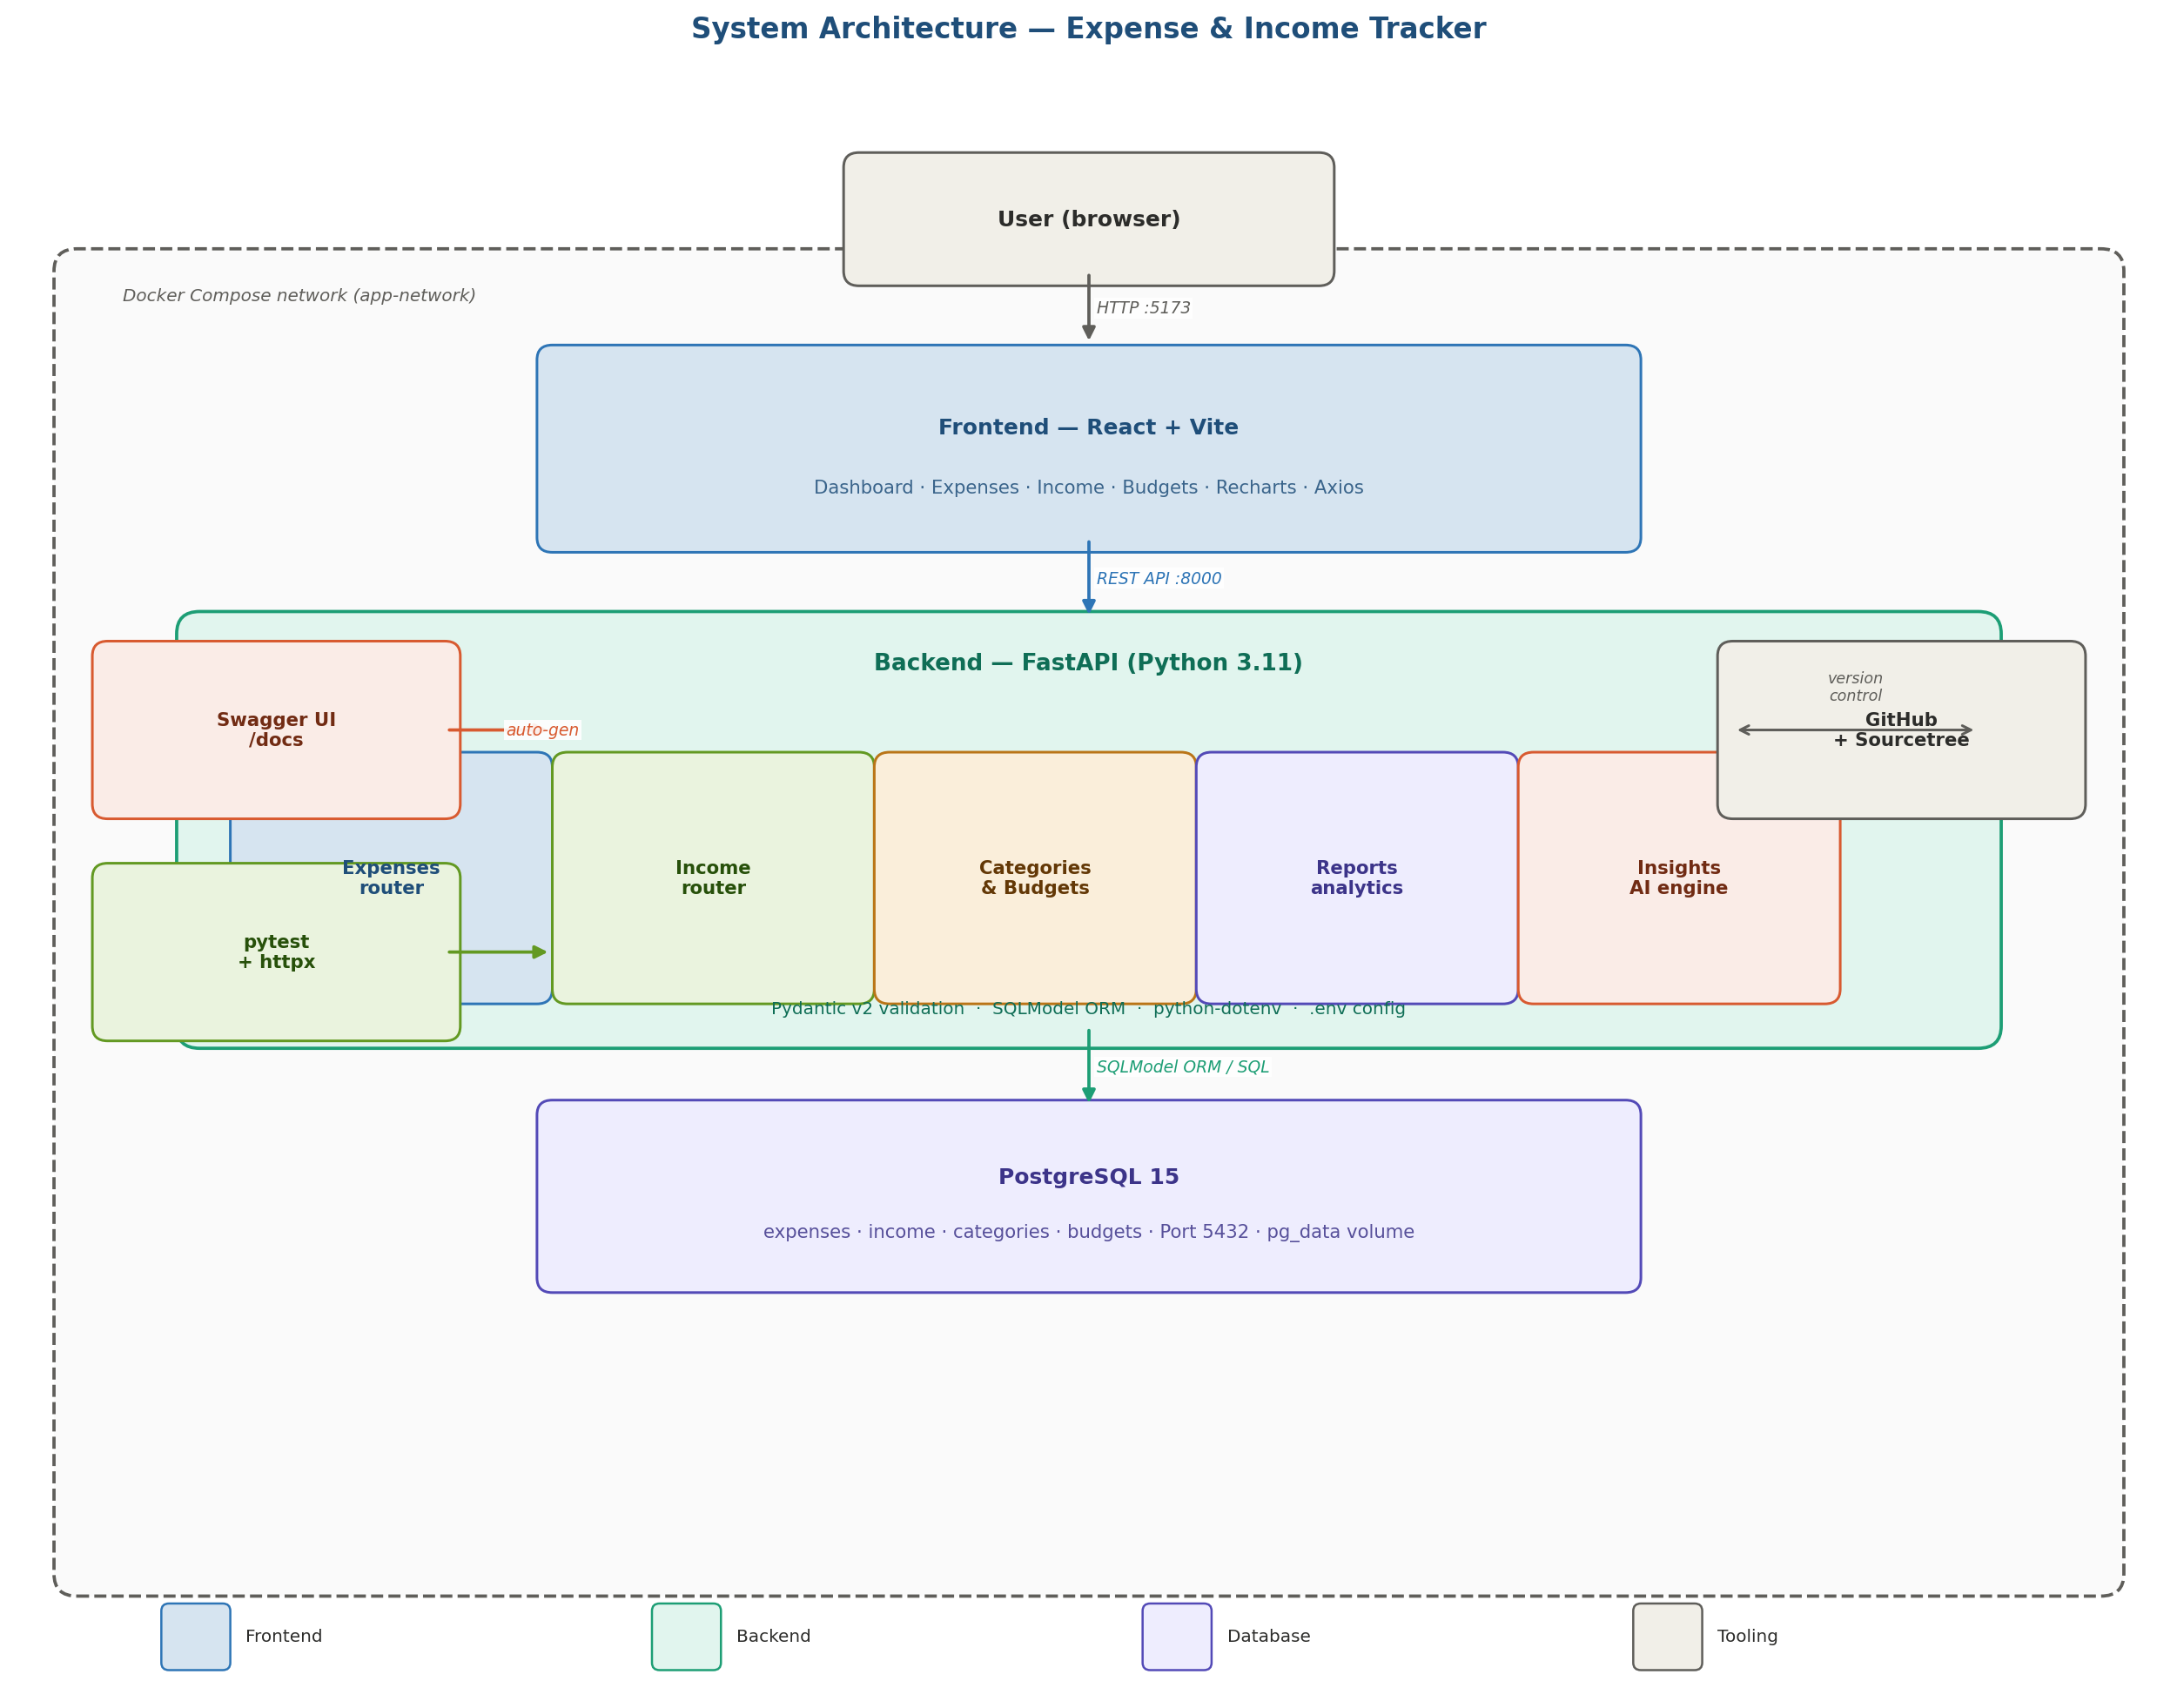 System Architecture — Expense & Income Tracker
User (browser)
Docker Compose network (app-network)
HTTP :5173
Frontend — React + Vite
Dashboard · Expenses · Income · Budgets · Recharts · Axios
REST API :8000
Backend — FastAPI (Python 3.11)
Swagger UI
/docs
auto-gen
version
control
GitHub
+ Sourcetree
Expenses
router
Income
router
Categories
& Budgets
Reports
analytics
Insights
AI engine
pytest
+ httpx
Pydantic v2 validation · SQLModel ORM · python-dotenv · .env config
SQLModel ORM / SQL
PostgreSQL 15
expenses · income · categories · budgets · Port 5432 · pg_data volume
Frontend
Backend
Database
Tooling